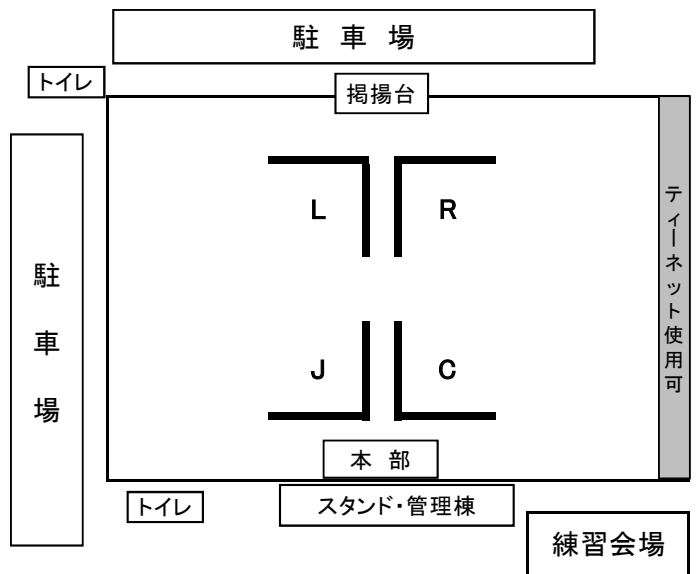 駐 車 場
トイレ
掲揚台
L
R
ティーネット使用可
駐車場
J
C
本 部
トイレ
スタンド・管理棟
練習会場